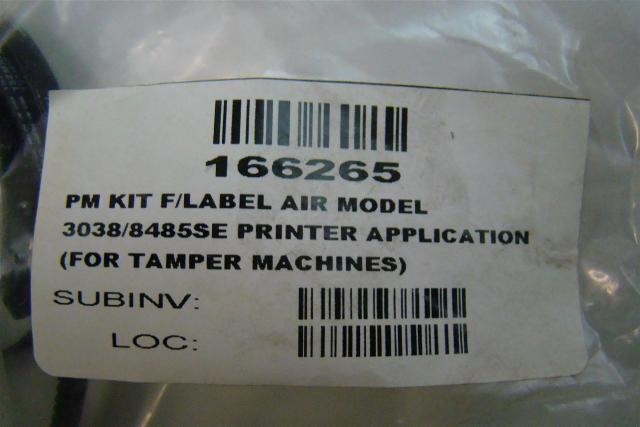 166265
PM KIT F/LABEL AIR MODEL
3038/8485SE PRINTER APPLICATION
(FOR TAMPER MACHINES)
SUBINV:
LOC: